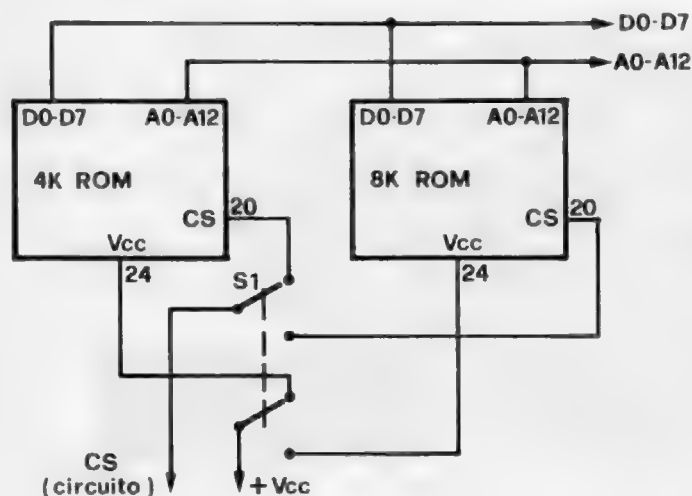 D0-D7
A0-A12
D0-D7 A0-A12
4K ROM
CS
20
Vcc
24
D0-D7 A0-A12
8K ROM
CS
20
Vcc
24
S1
CS
(circuito)
+Vcc